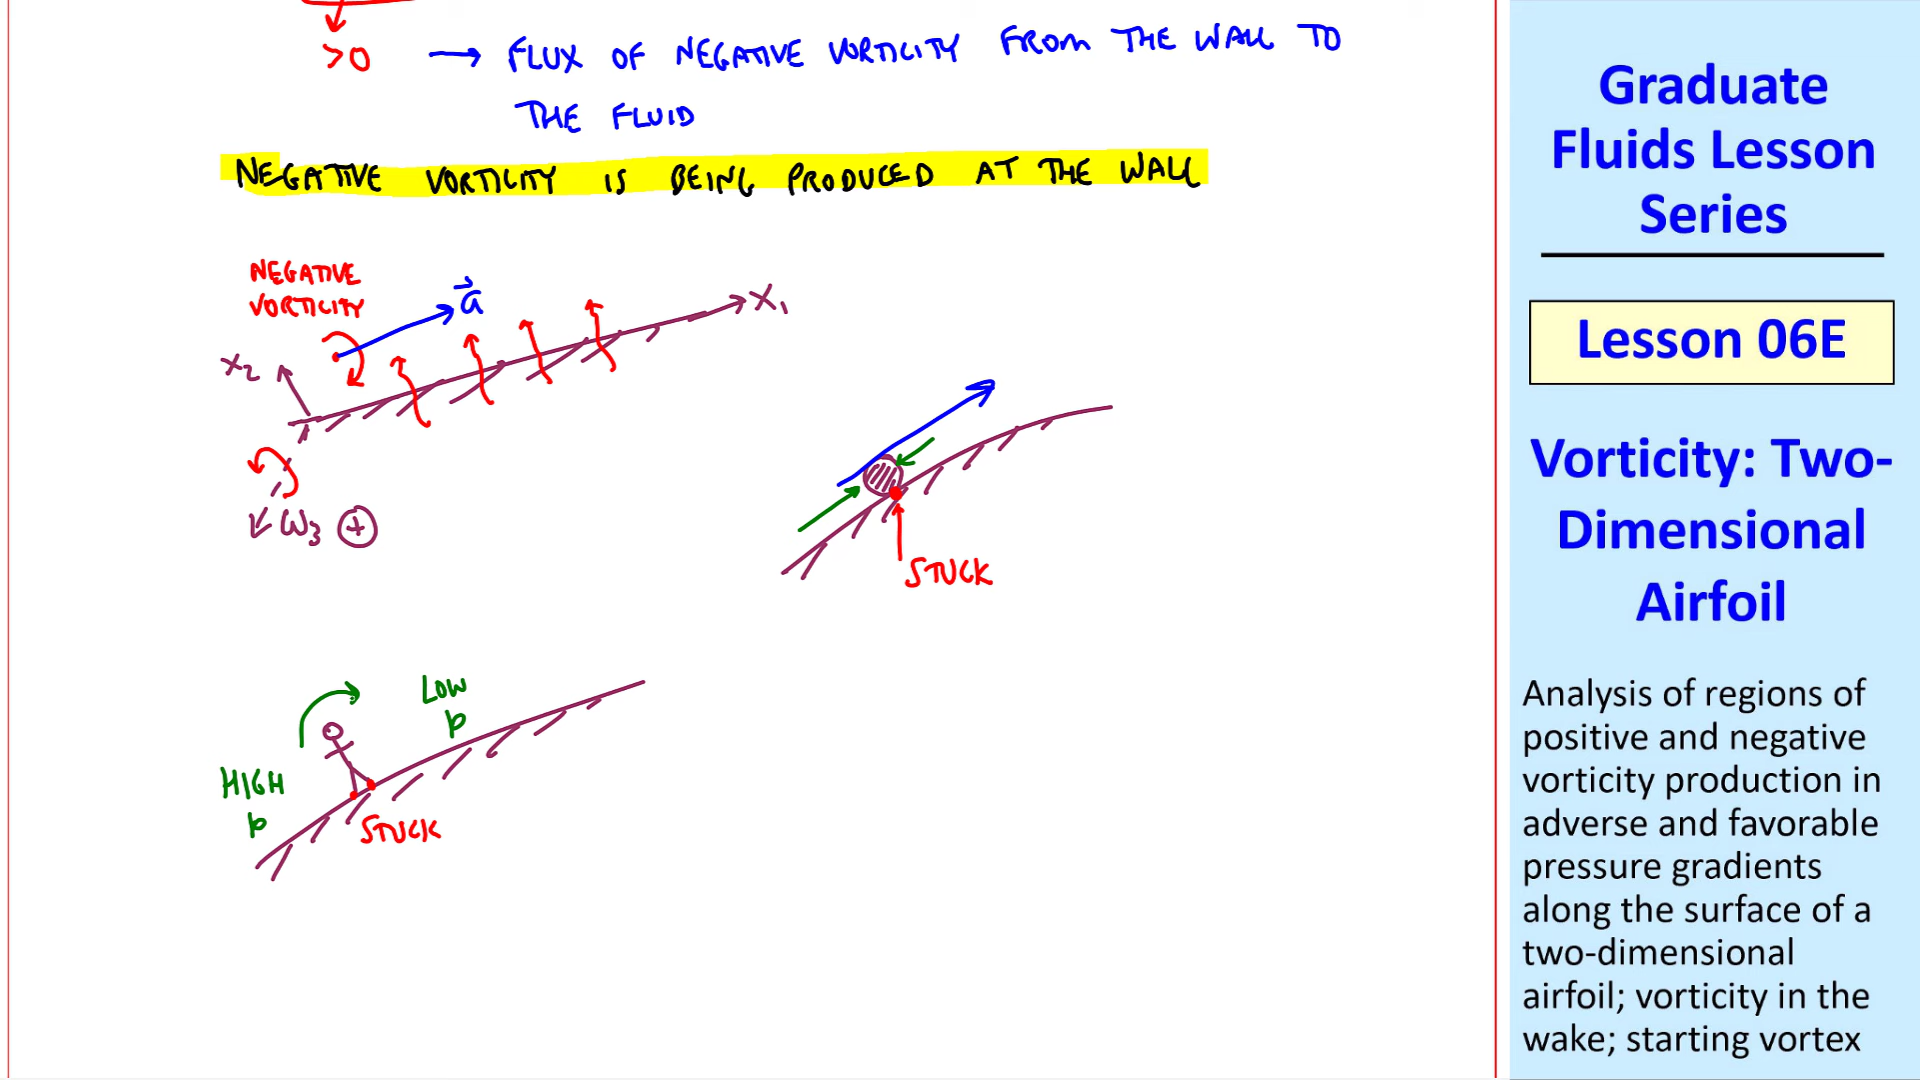 >0 → FLUX OF NEGATIVE VORTICITY FROM THE WALL TO
THE FLUID
NEGATIVE VORTICITY IS BEING PRODUCED AT THE WALL
NEGATIVE
VORTICITY
a
X₁
X₂
ω₃ +
STUCK
LOW
p
HIGH
p
STUCK
Graduate
Fluids Lesson
Series
Lesson 06E
Vorticity: Two-
Dimensional
Airfoil
Analysis of regions of
positive and negative
vorticity production in
adverse and favorable
pressure gradients
along the surface of a
two-dimensional
airfoil; vorticity in the
wake; starting vortex